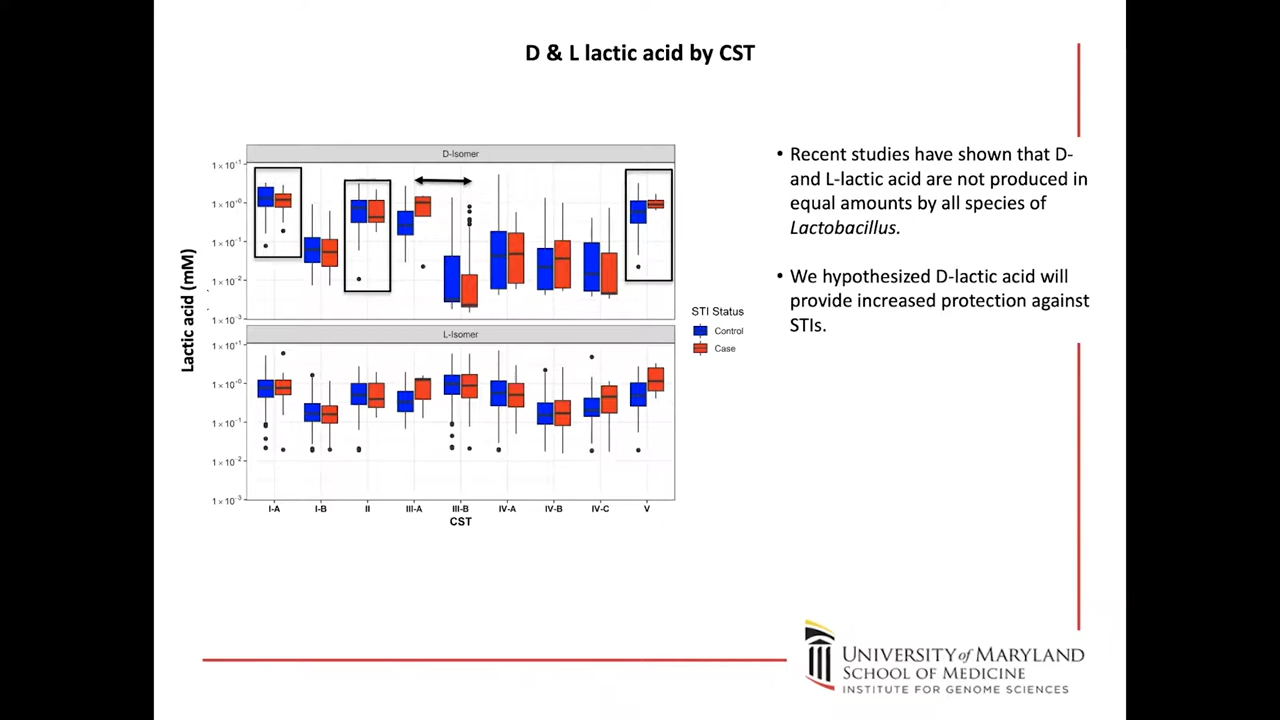 D & L lactic acid by CST
D-Isomer
1×10⁺¹
1×10⁻⁰
1×10⁻¹
1×10⁻²
1×10⁻³
Lactic acid (mM)
L-Isomer
1×10⁺¹
1×10⁻⁰
1×10⁻¹
1×10⁻²
1×10⁻³
I-A I-B II III-A III-B IV-A IV-B IV-C V
CST
STI Status
Control
Case
• Recent studies have shown that D-
and L-lactic acid are not produced in
equal amounts by all species of
Lactobacillus.
• We hypothesized D-lactic acid will
provide increased protection against
STIs.
UNIVERSITY of MARYLAND
SCHOOL OF MEDICINE
INSTITUTE FOR GENOME SCIENCES